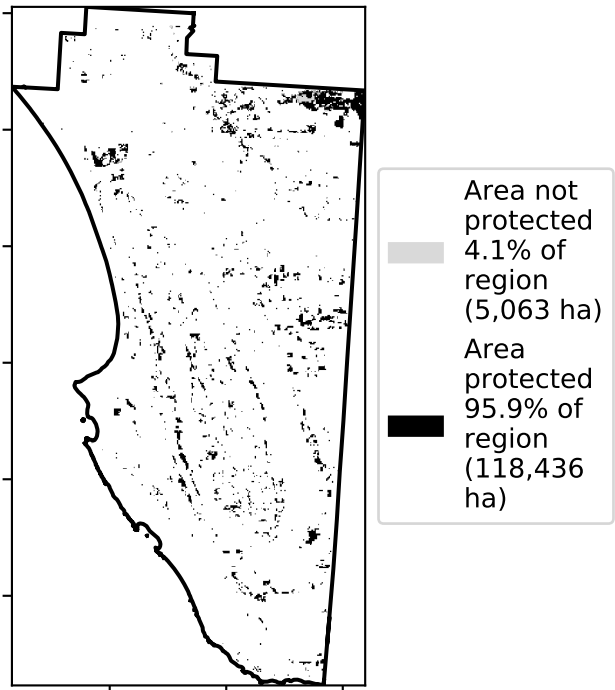 Area not
protected
4.1% of
region
(5,063 ha)
Area
protected
95.9% of
region
(118,436
ha)